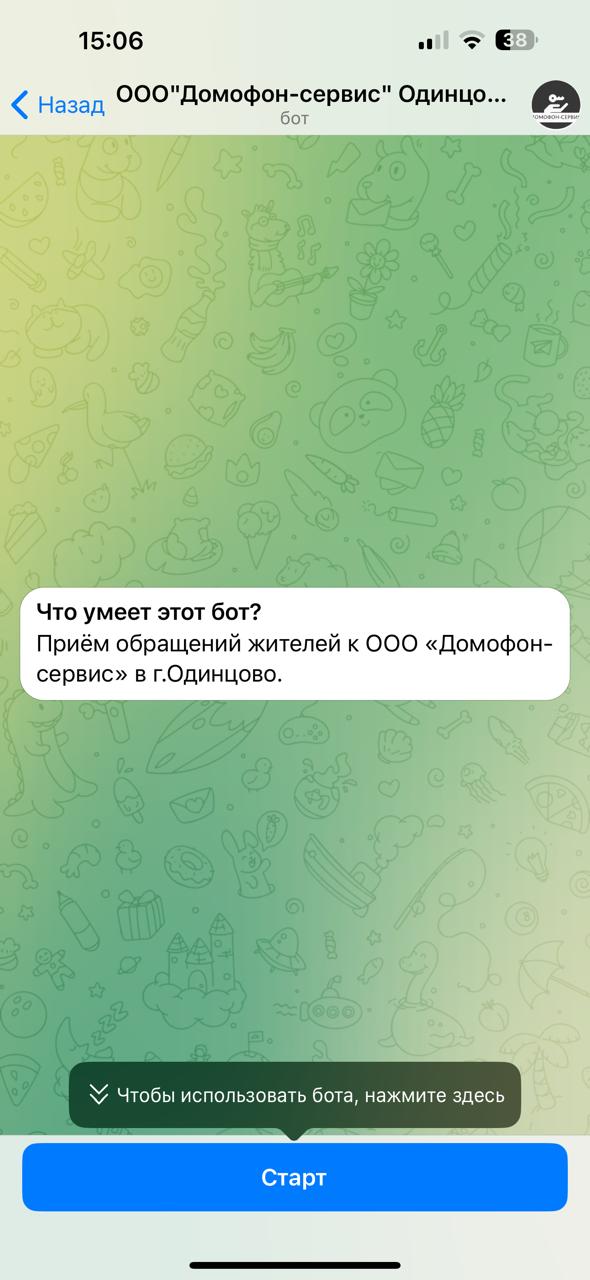 15:06
38
Назад
ООО"Домофон-сервис" Одинцо...
бот
ДОМОФОН-СЕРВИС
Что умеет этот бот?
Приём обращений жителей к ООО «Домофон-
сервис» в г.Одинцово.
Чтобы использовать бота, нажмите здесь
Старт